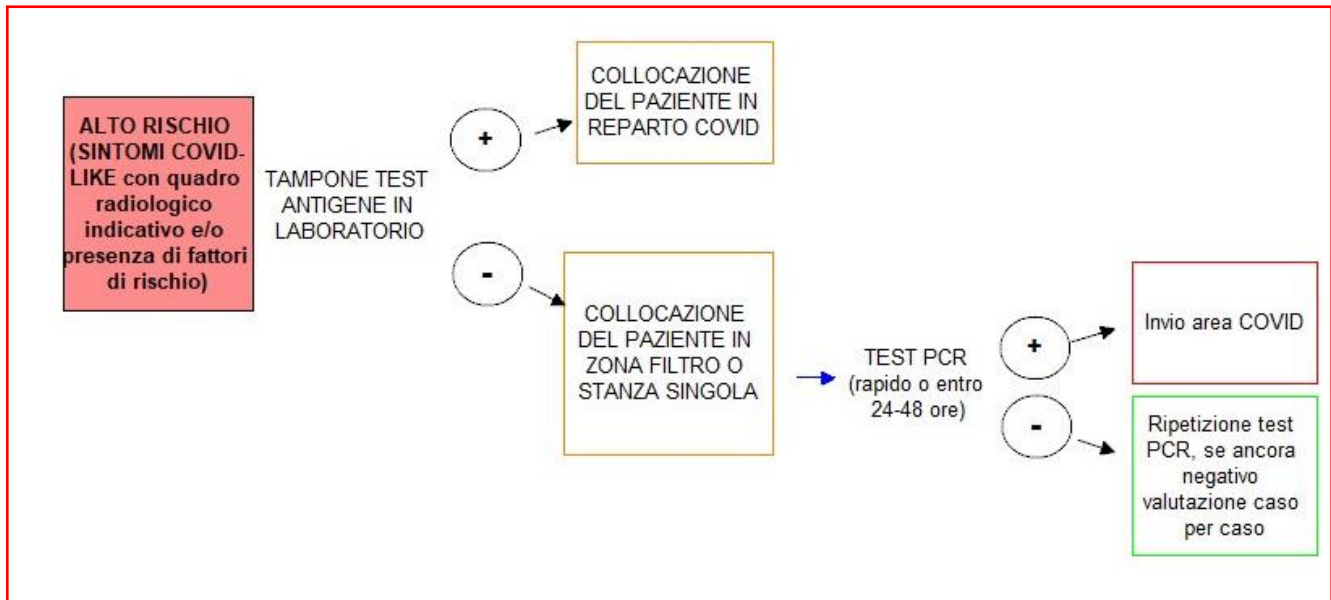 ALTO RISCHIO
(SINTOMI COVID-
LIKE con quadro
radiologico
indicativo e/o
presenza di fattori
di rischio)
TAMPONE TEST
ANTIGENE IN
LABORATORIO
+
COLLOCAZIONE
DEL PAZIENTE IN
REPARTO COVID
-
COLLOCAZIONE
DEL PAZIENTE IN
ZONA FILTRO O
STANZA SINGOLA
TEST PCR
(rapido o entro
24-48 ore)
+
Invio area COVID
-
Ripetizione test
PCR, se ancora
negativo
valutazione caso
per caso